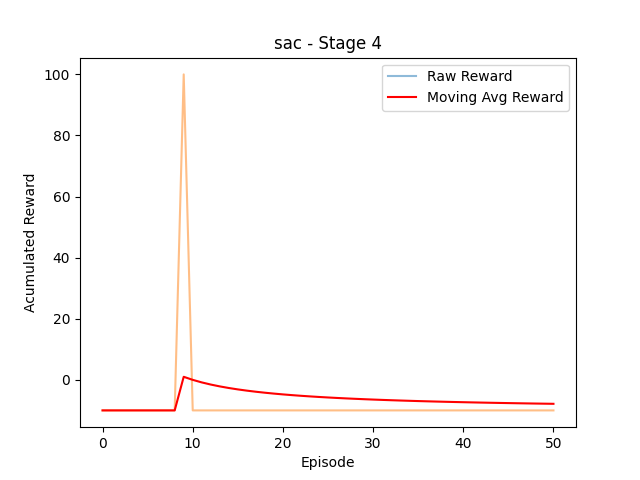 sac - Stage 4
Raw Reward
Moving Avg Reward
100
80
60
40
20
0
Acumulated Reward
0 10 20 30 40 50
Episode